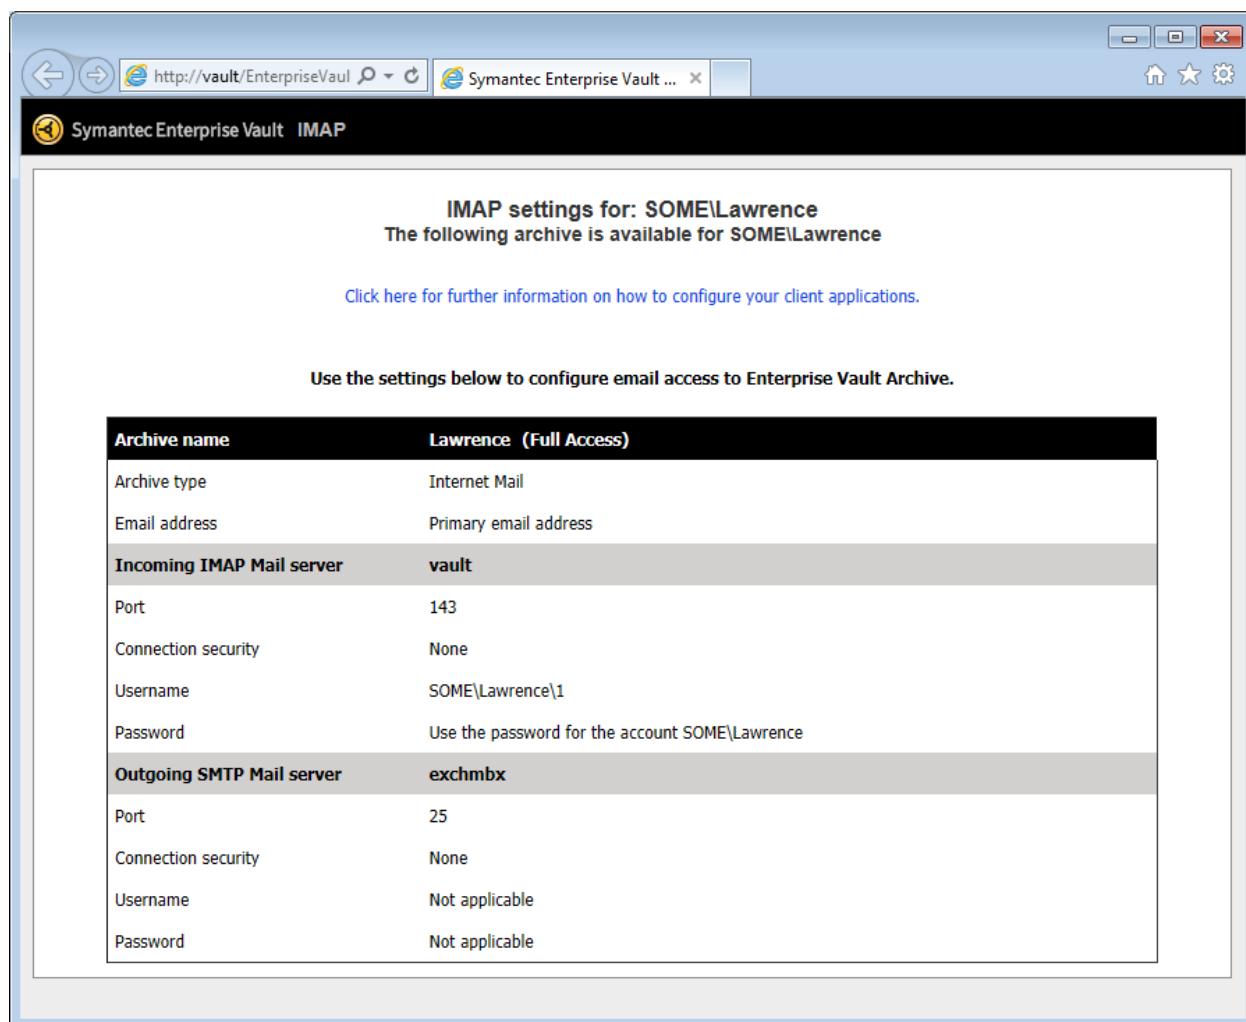 http://vault/EnterpriseVaul
Symantec Enterprise Vault ...
Symantec Enterprise Vault IMAP
IMAP settings for: SOME\Lawrence
The following archive is available for SOME\Lawrence
Click here for further information on how to configure your client applications.
Use the settings below to configure email access to Enterprise Vault Archive.
Archive name Lawrence (Full Access)
Archive type Internet Mail
Email address Primary email address
Incoming IMAP Mail server vault
Port 143
Connection security None
Username SOME\Lawrence\1
Password Use the password for the account SOME\Lawrence
Outgoing SMTP Mail server exchmbx
Port 25
Connection security None
Username Not applicable
Password Not applicable